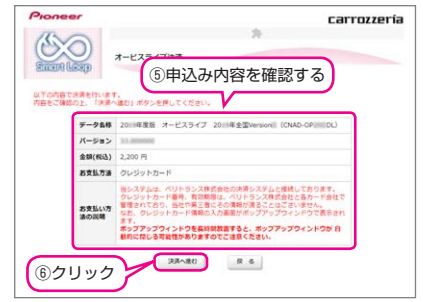 Pioneer
carrozzeria
Smart Loop
オービスライブ決済
⑤申込み内容を確認する
以下の内容で決済を行います。
内容をご確認の上、「決済へ進む」ボタンを押してください。
データ名称 20 年度版 オービスライブ 20 年全国Version (CNAD-OP DL)
バージョン
金額(税込) 2,200 円
お支払方法 クレジットカード
お支払い方法の説明
当システムは、ベリトランス株式会社の決済システムと接続しております。
クレジットカード番号、有効期限は、ベリトランス株式会社と各カード会社で
管理されており、当社や第三者にその情報が漏ることはございません。
なお、クレジットカード情報の入力画面がポップアップウィンドウで表示され
ます。
ポップアップウィンドウを長時間放置すると、ポップアップウィンドウが 自
動的に閉じる可能性がありますのでご注意ください。
⑥クリック
決済へ進む
戻 る